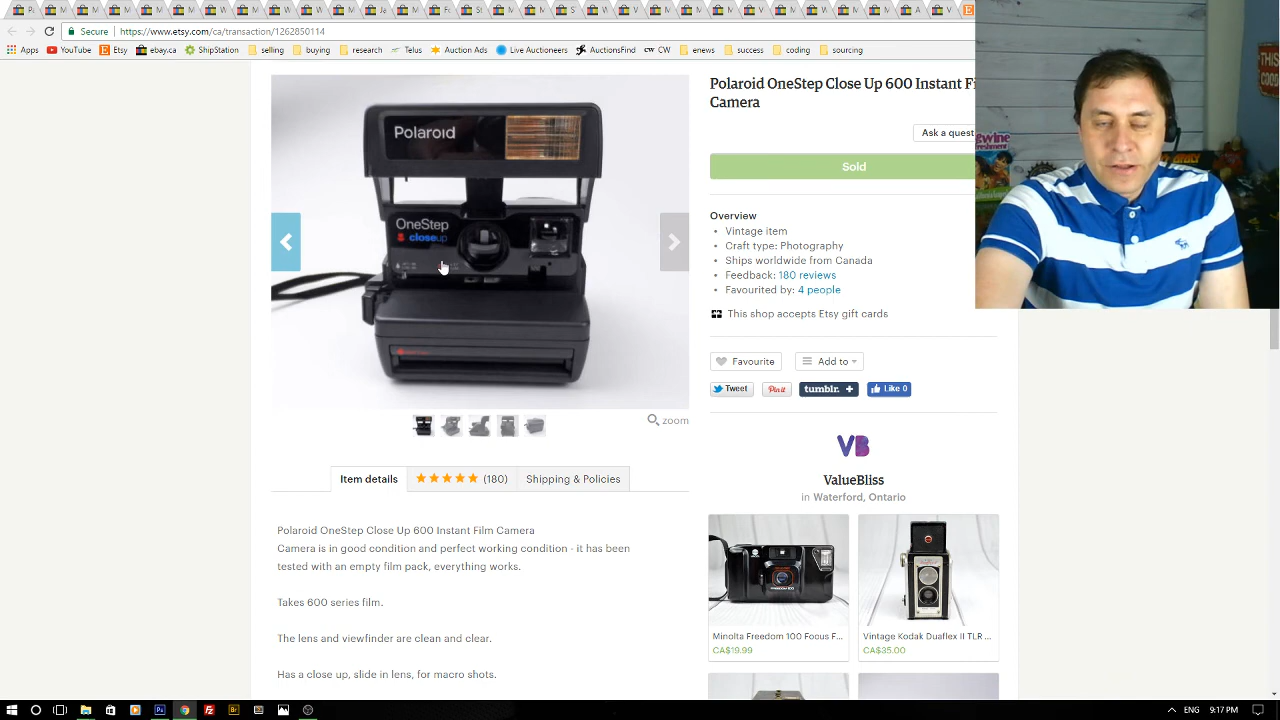 Secure https://www.etsy.com/ca/transaction/1262850114
Apps YouTube Etsy ebay.ca ShipStation selling buying research Telus Auction Ads Live Auctioneers AuctionsFind CW enevs success coding sourcing
Polaroid OneStep Close Up 600 Instant Fi
Camera
Ask a quest
Sold
Overview
Vintage item
Craft type: Photography
Ships worldwide from Canada
Feedback: 180 reviews
Favourited by: 4 people
This shop accepts Etsy gift cards
Favourite Add to
Tweet Pin it tumblr. + Like 0
Polaroid
OneStep
closeup
zoom
VB
ValueBliss
in Waterford, Ontario
Item details (180) Shipping & Policies
Polaroid OneStep Close Up 600 Instant Film Camera
Camera is in good condition and perfect working condition - it has been
tested with an empty film pack, everything works.
Takes 600 series film.
The lens and viewfinder are clean and clear.
Has a close up, slide in lens, for macro shots.
Minolta Freedom 100 Focus F...
CA$19.99
Vintage Kodak Duaflex II TLR ...
CA$35.00
ENG 9:17 PM